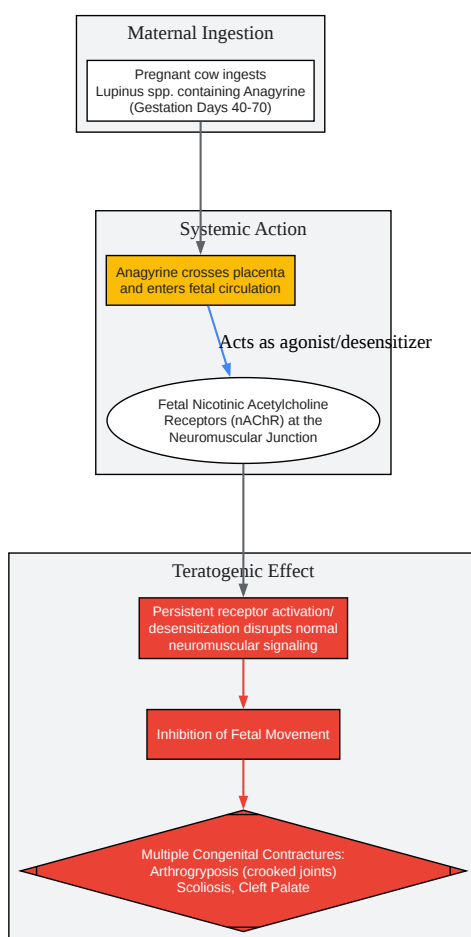 Maternal Ingestion
Pregnant cow ingests
Lupinus spp. containing Anagyrine
(Gestation Days 40-70)
Systemic Action
Anagyrine crosses placenta
and enters fetal circulation
Acts as agonist/desensitizer
Fetal Nicotinic Acetylcholine
Receptors (nAChR) at the
Neuromuscular Junction
Teratogenic Effect
Persistent receptor activation/
desensitization disrupts normal
neuromuscular signaling
Inhibition of Fetal Movement
Multiple Congenital Contractures:
Arthrogryposis (crooked joints)
Scoliosis, Cleft Palate